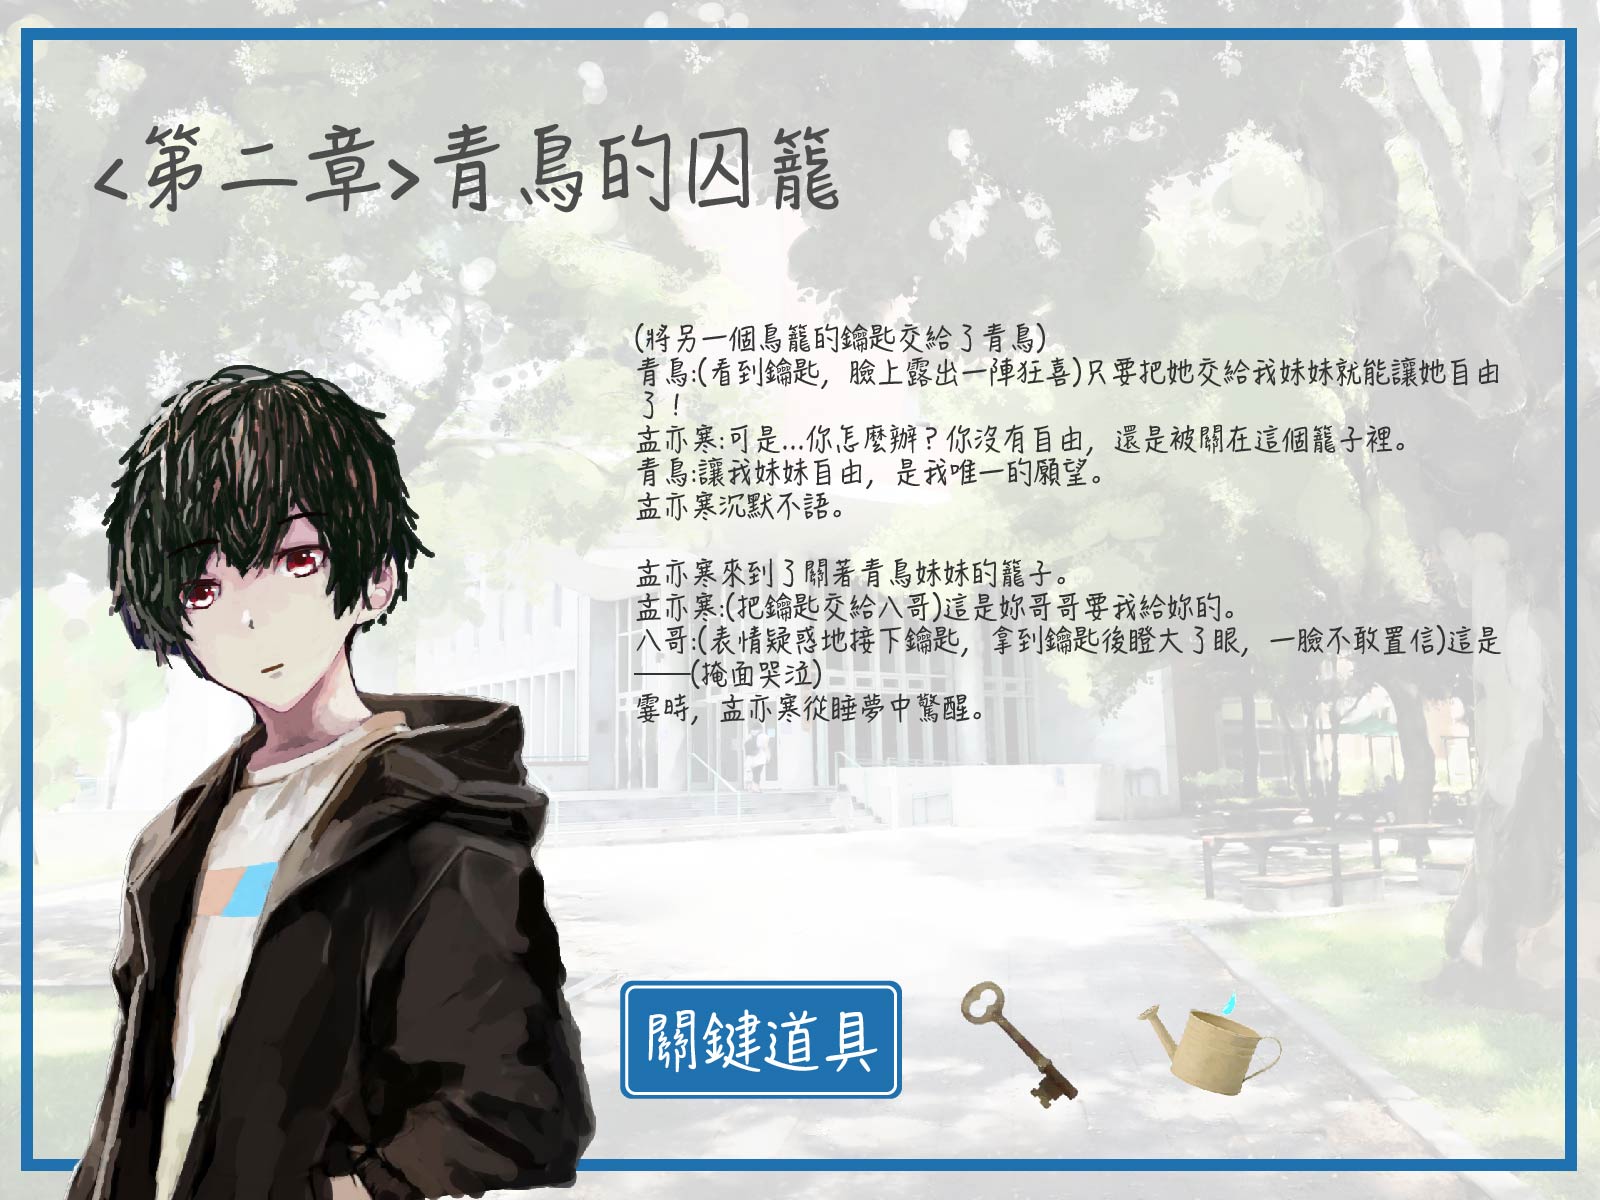 <第二章>青鳥的囚籠
(將另一個鳥籠的鑰匙交給了青鳥)
青鳥:(看到鑰匙，臉上露出一陣狂喜)只要把她交給我妹妹就能讓她自由
了！
孟亦寒:可是...你怎麼辦？你沒有自由，還是被關在這個籠子裡。
青鳥:讓我妹妹自由，是我唯一的願望。
孟亦寒沉默不語。
孟亦寒來到了關著青鳥妹妹的籠子。
孟亦寒:(把鑰匙交給八哥)這是妳哥哥要我給妳的。
八哥:(表情疑惑地接下鑰匙，拿到鑰匙後瞪大了眼，一臉不敢置信)這是
——(掩面哭泣)
霎時，孟亦寒從睡夢中驚醒。
關鍵道具